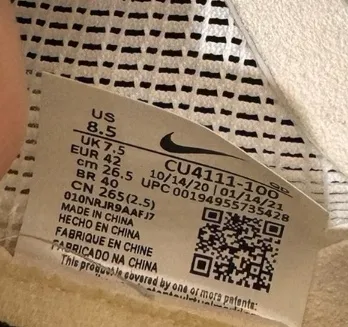 US
8.5
UK 7.5
EUR 42
cm 26.5
BR 40
CN 265(2.5)
010NRJR9AAFJ7
MADE IN CHINA
HECHO EN CHINA
FABRIQUE EN CHINE
FABRICADO NA CHINA
This product is covered by one or more patents:
CU4111-100
10/14/20 01/14/21
UPC 00194955735428